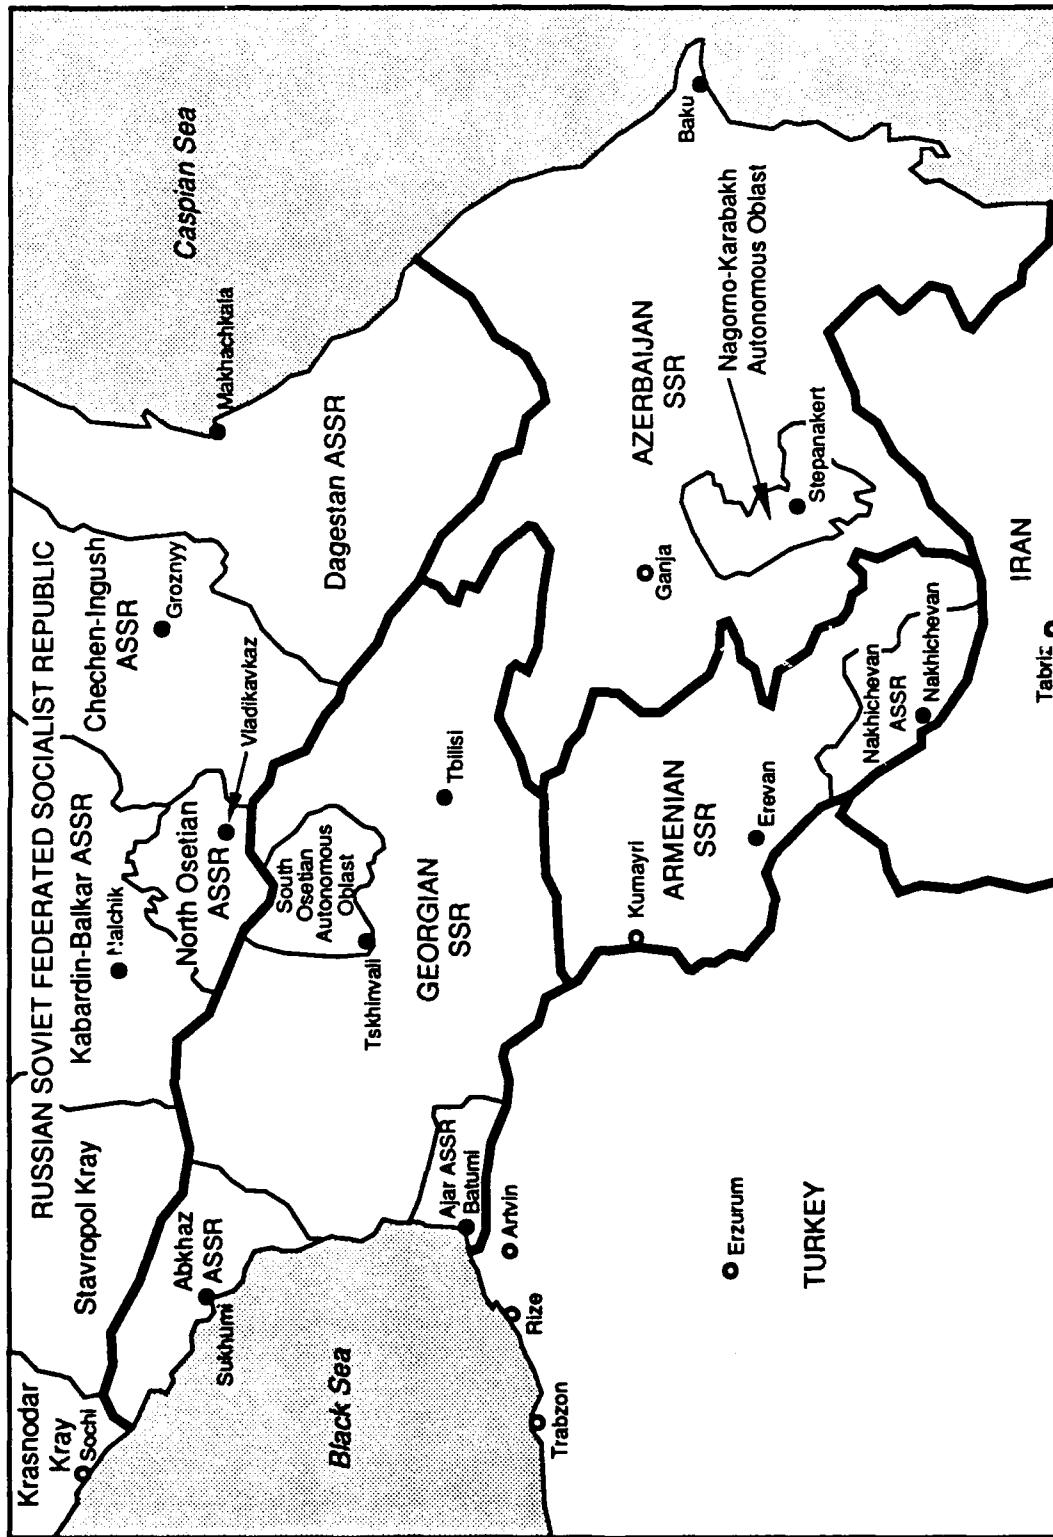 RUSSIAN SOVIET FEDERATED SOCIALIST REPUBLIC
Krasnodar
Kray
Sochi
Stavropol Kray
Kabardin-Balkar ASSR
Nalchik
Chechen-Ingush
ASSR
Groznyy
North Osetian
ASSR
Vladikavkaz
Makhachkala
Caspian Sea
Dagestan ASSR
Abkhaz
ASSR
Sukhumi
Black Sea
South
Osetian
Autonomous
Oblast
Tskhinvali
GEORGIAN
SSR
Tbilisi
Ajar ASSR
Batumi
Artvin
Rize
Trabzon
Erzurum
TURKEY
Kumayri
ARMENIAN
SSR
Erevan
AZERBAIJAN
SSR
Ganja
Baku
Nagorno-Karabakh
Autonomous Oblast
Stepanakert
Nakhichevan
ASSR
Nakhichevan
IRAN
Tabriz